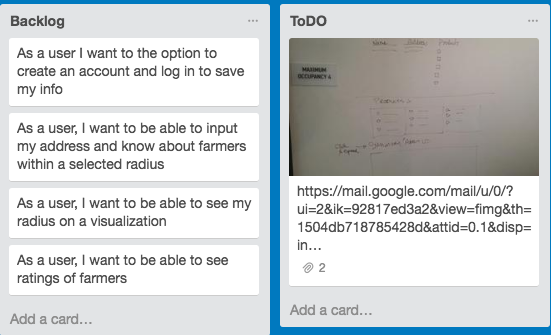 Backlog
As a user I want to the option to
create an account and log in to save
my info
As a user, I want to be able to input
my address and know about farmers
within a selected radius
As a user, I want to be able to see my
radius on a visualization
As a user, I want to be able to see
ratings of farmers
Add a card…
ToDO
MAXIMUM
OCCUPANCY 4
https://mail.google.com/mail/u/0/?
ui=2&ik=92817ed3a2&view=fimg&th=
1504db718785428d&attid=0.1&disp=
in…
2
Add a card…